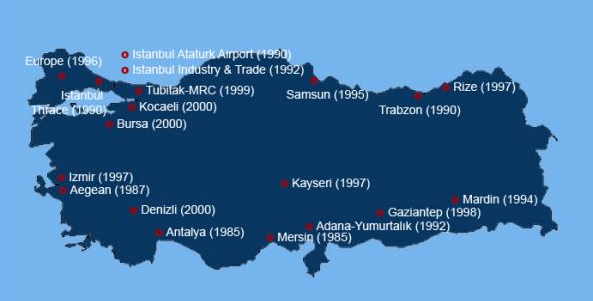 Istanbul Ataturk Airport (1990)
Europe (1996)
Istanbul Industry & Trade (1992)
Istanbul
Thrace (1990)
Tubitak-MRC (1999)
Kocaeli (2000)
Bursa (2000)
Samsun (1995)
Rize (1997)
Trabzon (1990)
Izmir (1997)
Aegean (1987)
Kayseri (1997)
Mardin (1994)
Denizli (2000)
Gaziantep (1998)
Antalya (1985)
Adana-Yumurtalık (1992)
Mersin (1985)